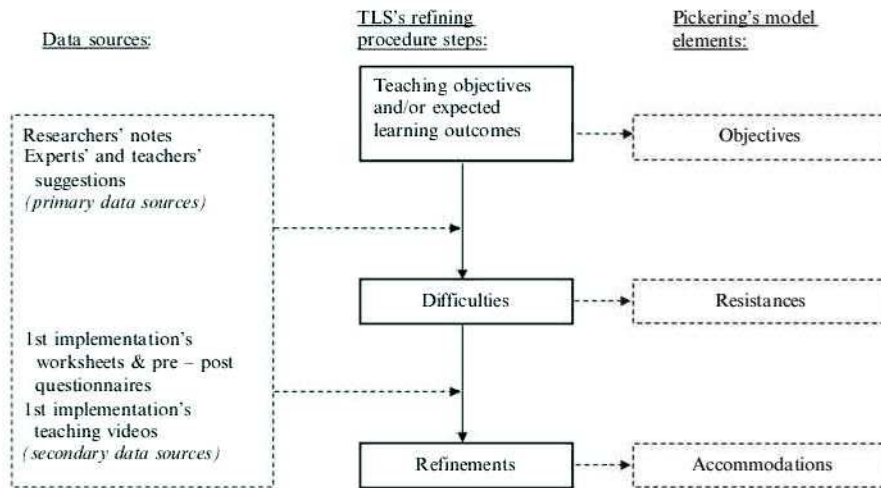 Data sources:
TLS's refining
procedure steps:
Pickering's model
elements:
Teaching objectives
and/or expected
learning outcomes
Objectives
Researchers' notes
Experts' and teachers'
suggestions
(primary data sources)
Difficulties
Resistances
1st implementation's
worksheets & pre – post
questionnaires
1st implementation's
teaching videos
(secondary data sources)
Refinements
Accommodations